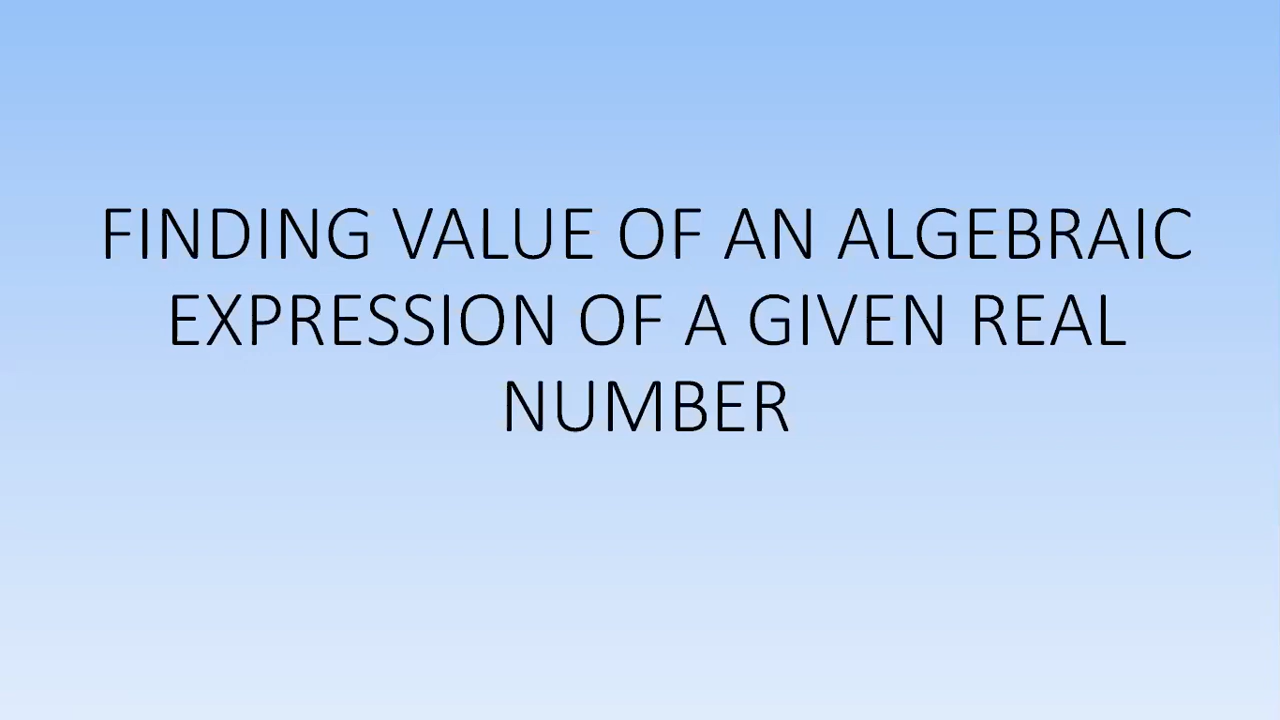 FINDING VALUE OF AN ALGEBRAIC
EXPRESSION OF A GIVEN REAL
NUMBER